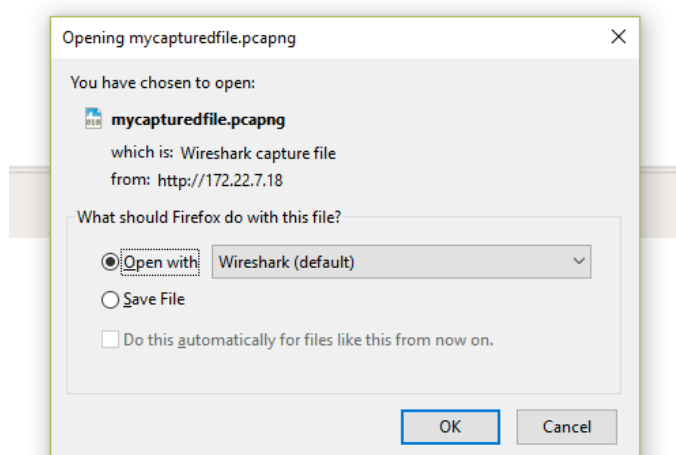 Opening mycapturedfile.pcapng
You have chosen to open:
mycapturedfile.pcapng
which is: Wireshark capture file
from: http://172.22.7.18
What should Firefox do with this file?
Open with Wireshark (default)
Save File
Do this automatically for files like this from now on.
OK Cancel